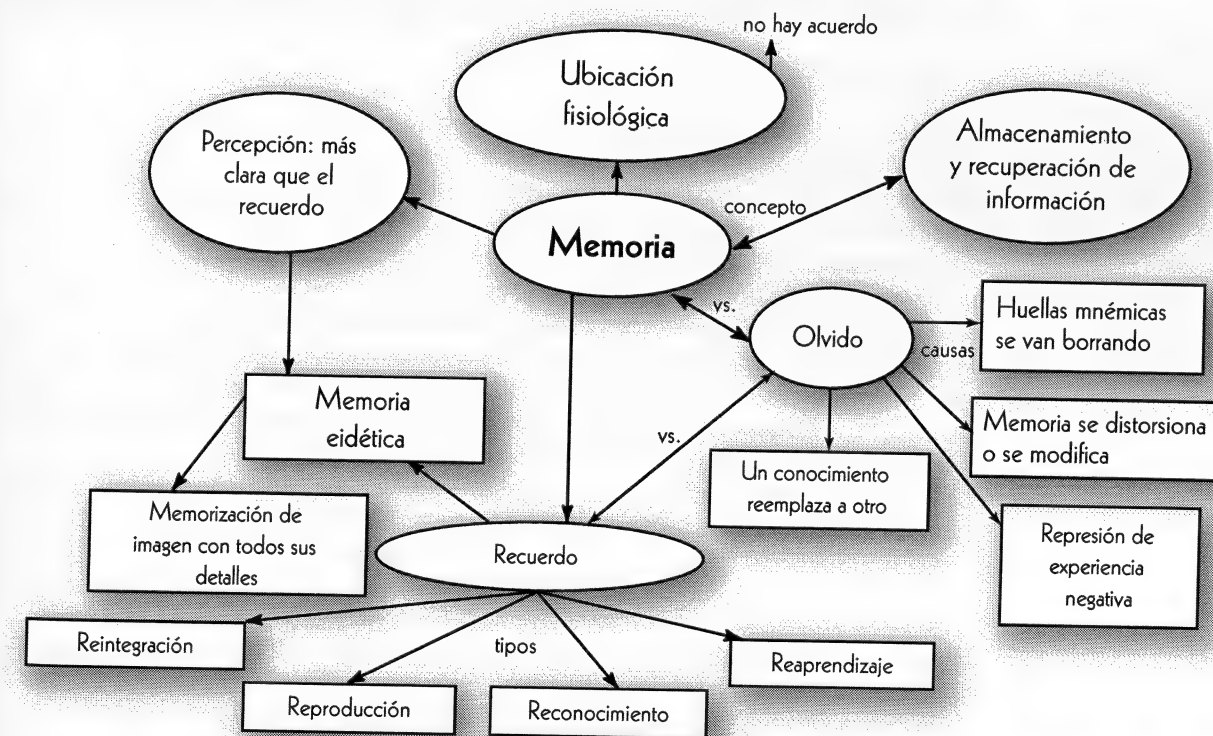 no hay acuerdo
Ubicación
fisiológica
Percepción: más
clara que el
recuerdo
Almacenamiento
y recuperación de
información
concepto
Memoria
vs.
Olvido
causas
Huellas mnémicas
se van borrando
Memoria
eidética
vs.
Un conocimiento
reemplaza a otro
Memoria se distorsiona
o se modifica
Memorización de
imagen con todos sus
detalles
Recuerdo
Represión de
experiencia
negativa
Reintegración
tipos
Reaprendizaje
Reproducción
Reconocimiento